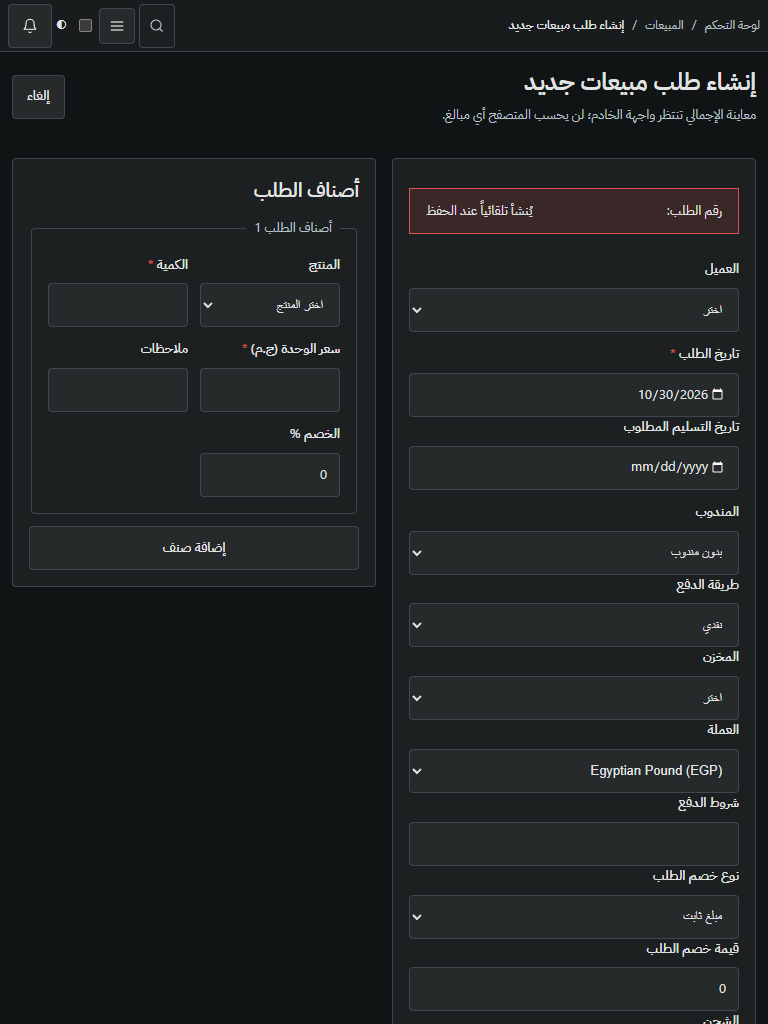 لوحة التحكم / المبيعات / إنشاء طلب مبيعات جديد
إنشاء طلب مبيعات جديد
معاينة الإجمالي تنتظر واجهة الخادم؛ لن يحسب المتصفح أي مبالغ.
إلغاء
رقم الطلب: يُنشأ تلقائياً عند الحفظ
العميل
اختر
تاريخ الطلب *
10/30/2026
تاريخ التسليم المطلوب
mm/dd/yyyy
المندوب
بدون مندوب
طريقة الدفع
نقدي
المخزن
اختر
العملة
Egyptian Pound (EGP)
شروط الدفع
نوع خصم الطلب
مبلغ ثابت
قيمة خصم الطلب
0
الشحن
أصناف الطلب
أصناف الطلب 1
المنتج
الكمية *
اختر المنتج
سعر الوحدة (ج.م) *
ملاحظات
الخصم %
0
إضافة صنف